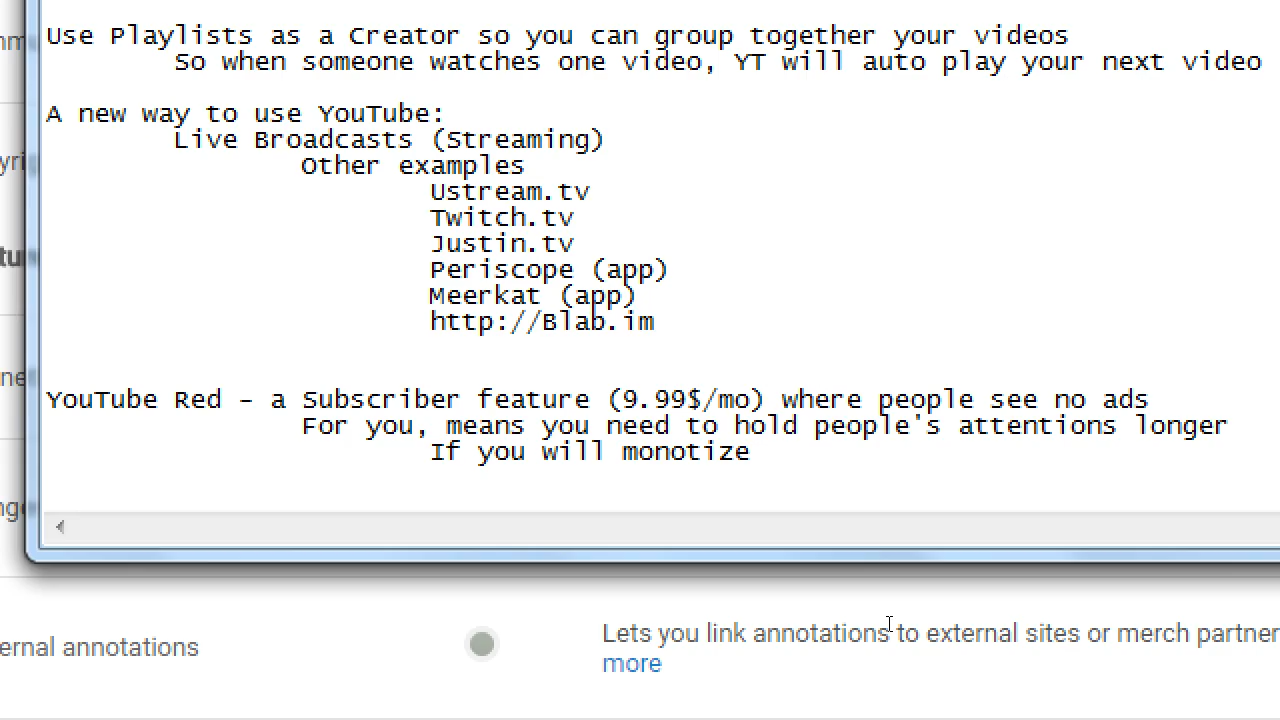 Use Playlists as a Creator so you can group together your videos
So when someone watches one video, YT will auto play your next video
A new way to use YouTube:
Live Broadcasts (Streaming)
Other examples
Ustream.tv
Twitch.tv
Justin.tv
Periscope (app)
Meerkat (app)
http://Blab.im
YouTube Red - a Subscriber feature (9.99$/mo) where people see no ads
For you, means you need to hold people's attentions longer
If you will monotize
ernal annotations
Lets you link annotations to external sites or merch partner
more